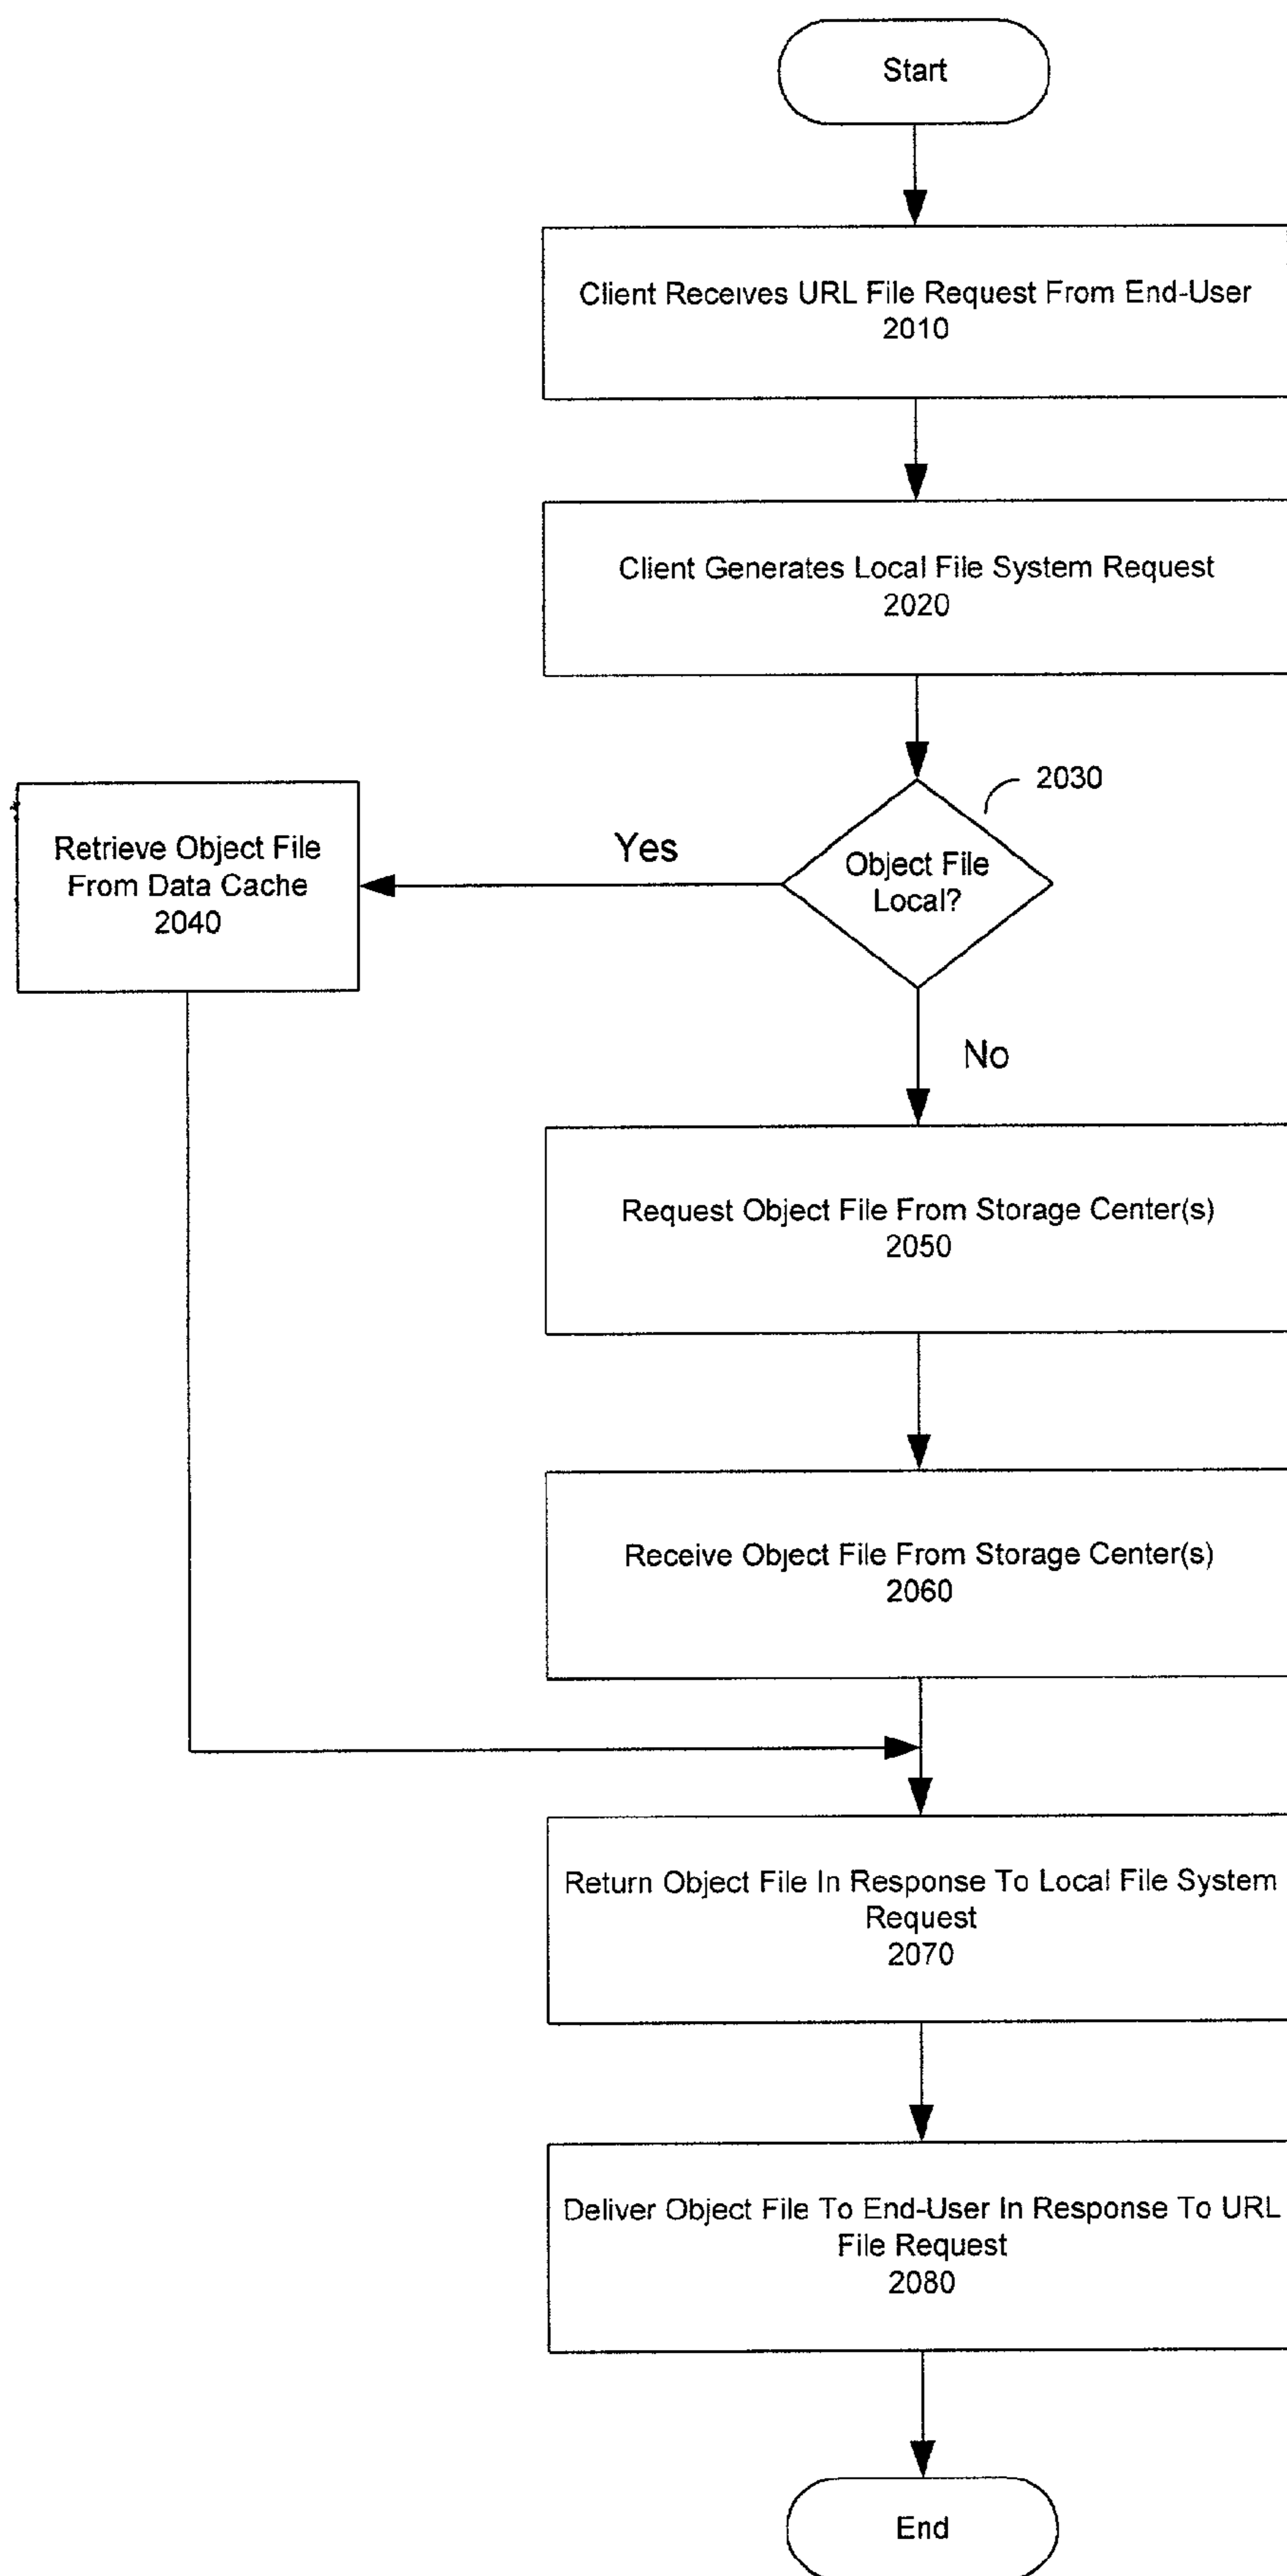 Start
Client Receives URL File Request From End-User
2010
Client Generates Local File System Request
2020
2030
Object File
Local?
Yes
Retrieve Object File
From Data Cache
2040
No
Request Object File From Storage Center(s)
2050
Receive Object File From Storage Center(s)
2060
Return Object File In Response To Local File System
Request
2070
Deliver Object File To End-User In Response To URL
File Request
2080
End